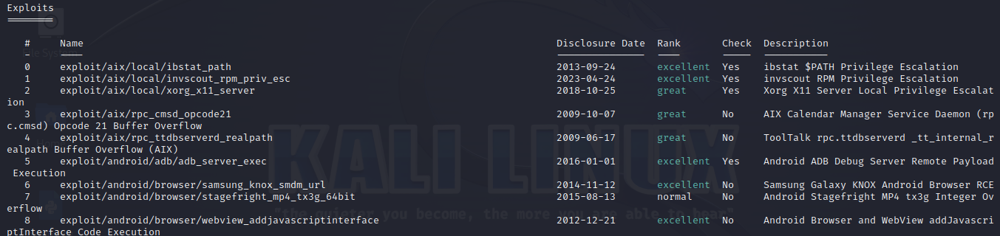 Exploits
========
#  Name  Disclosure Date  Rank  Check  Description
-  ----  ---------------  ----  -----  -----------
0  exploit/aix/local/ibstat_path  2013-09-24  excellent  Yes  ibstat $PATH Privilege Escalation
1  exploit/aix/local/invscout_rpm_priv_esc  2023-04-24  excellent  Yes  invscout RPM Privilege Escalation
2  exploit/aix/local/xorg_x11_server  2018-10-25  great  Yes  Xorg X11 Server Local Privilege Escalat
ion
3  exploit/aix/rpc_cmsd_opcode21  2009-10-07  great  No  AIX Calendar Manager Service Daemon (rp
c.cmsd) Opcode 21 Buffer Overflow
4  exploit/aix/rpc_ttdbserverd_realpath  2009-06-17  great  No  ToolTalk rpc.ttdbserverd _tt_internal_r
ealpath Buffer Overflow (AIX)
5  exploit/android/adb/adb_server_exec  2016-01-01  excellent  Yes  Android ADB Debug Server Remote Payload
Execution
6  exploit/android/browser/samsung_knox_smdm_url  2014-11-12  excellent  No  Samsung Galaxy KNOX Android Browser RCE
7  exploit/android/browser/stagefright_mp4_tx3g_64bit  2015-08-13  normal  No  Android Stagefright MP4 tx3g Integer Ov
erflow
8  exploit/android/browser/webview_addjavascriptinterface  2012-12-21  excellent  No  Android Browser and WebView addJavascri
ptInterface Code Execution
File System
KALI LINUX
"the quieter you become, the more you are able to hear"